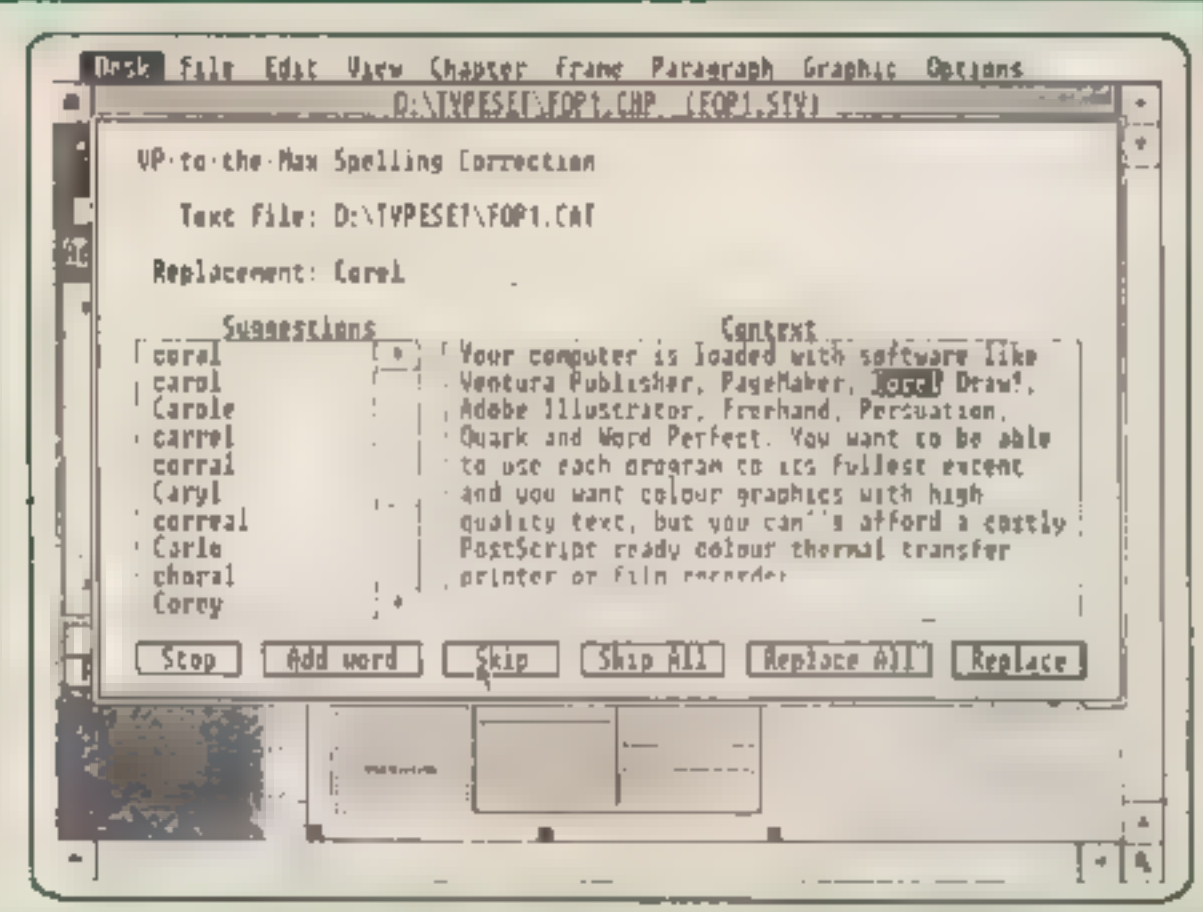 Desk File Edit View Chapter Frame Paragraph Graphic Options
D:\TYPESET\FOP1.CHP (FOP1.STY)
VP-to-the-Max Spelling Correction
Text File: D:\TYPESET\FOP1.CAT
Replacement: Corel
Suggestions
coral
carol
Carole
carrel
corral
Caryl
correal
Carlo
choral
Corey
Context
Your computer is loaded with software like
Ventura Publisher, PageMaker, Corel Draw!,
Adobe Illustrator, Freehand, Persuation,
Quark and Word Perfect. You want to be able
to use each program to its fullest extent
and you want colour graphics with high
quality text, but you can''s afford a costly
PostScript ready colour thermal transfer
printer or film recorder
Stop Add word Skip Skip All Replace All Replace